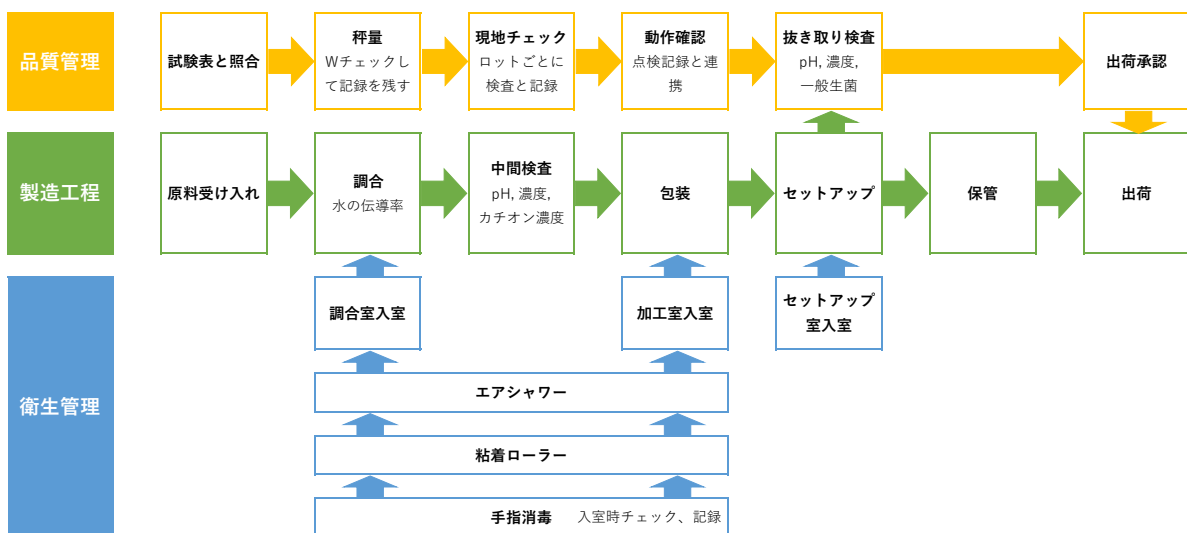 品質管理
試験表と照合
秤量
Wチェックし
て記録を残す
現地チェック
ロットごとに
検査と記録
動作確認
点検記録と連
携
抜き取り検査
pH, 濃度,
一般生菌
出荷承認
製造工程
原料受け入れ
調合
水の伝導率
中間検査
pH, 濃度,
カチオン濃度
包装
セットアップ
保管
出荷
衛生管理
調合室入室
加工室入室
セットアップ
室入室
エアシャワー
粘着ローラー
手指消毒 入室時チェック、記録